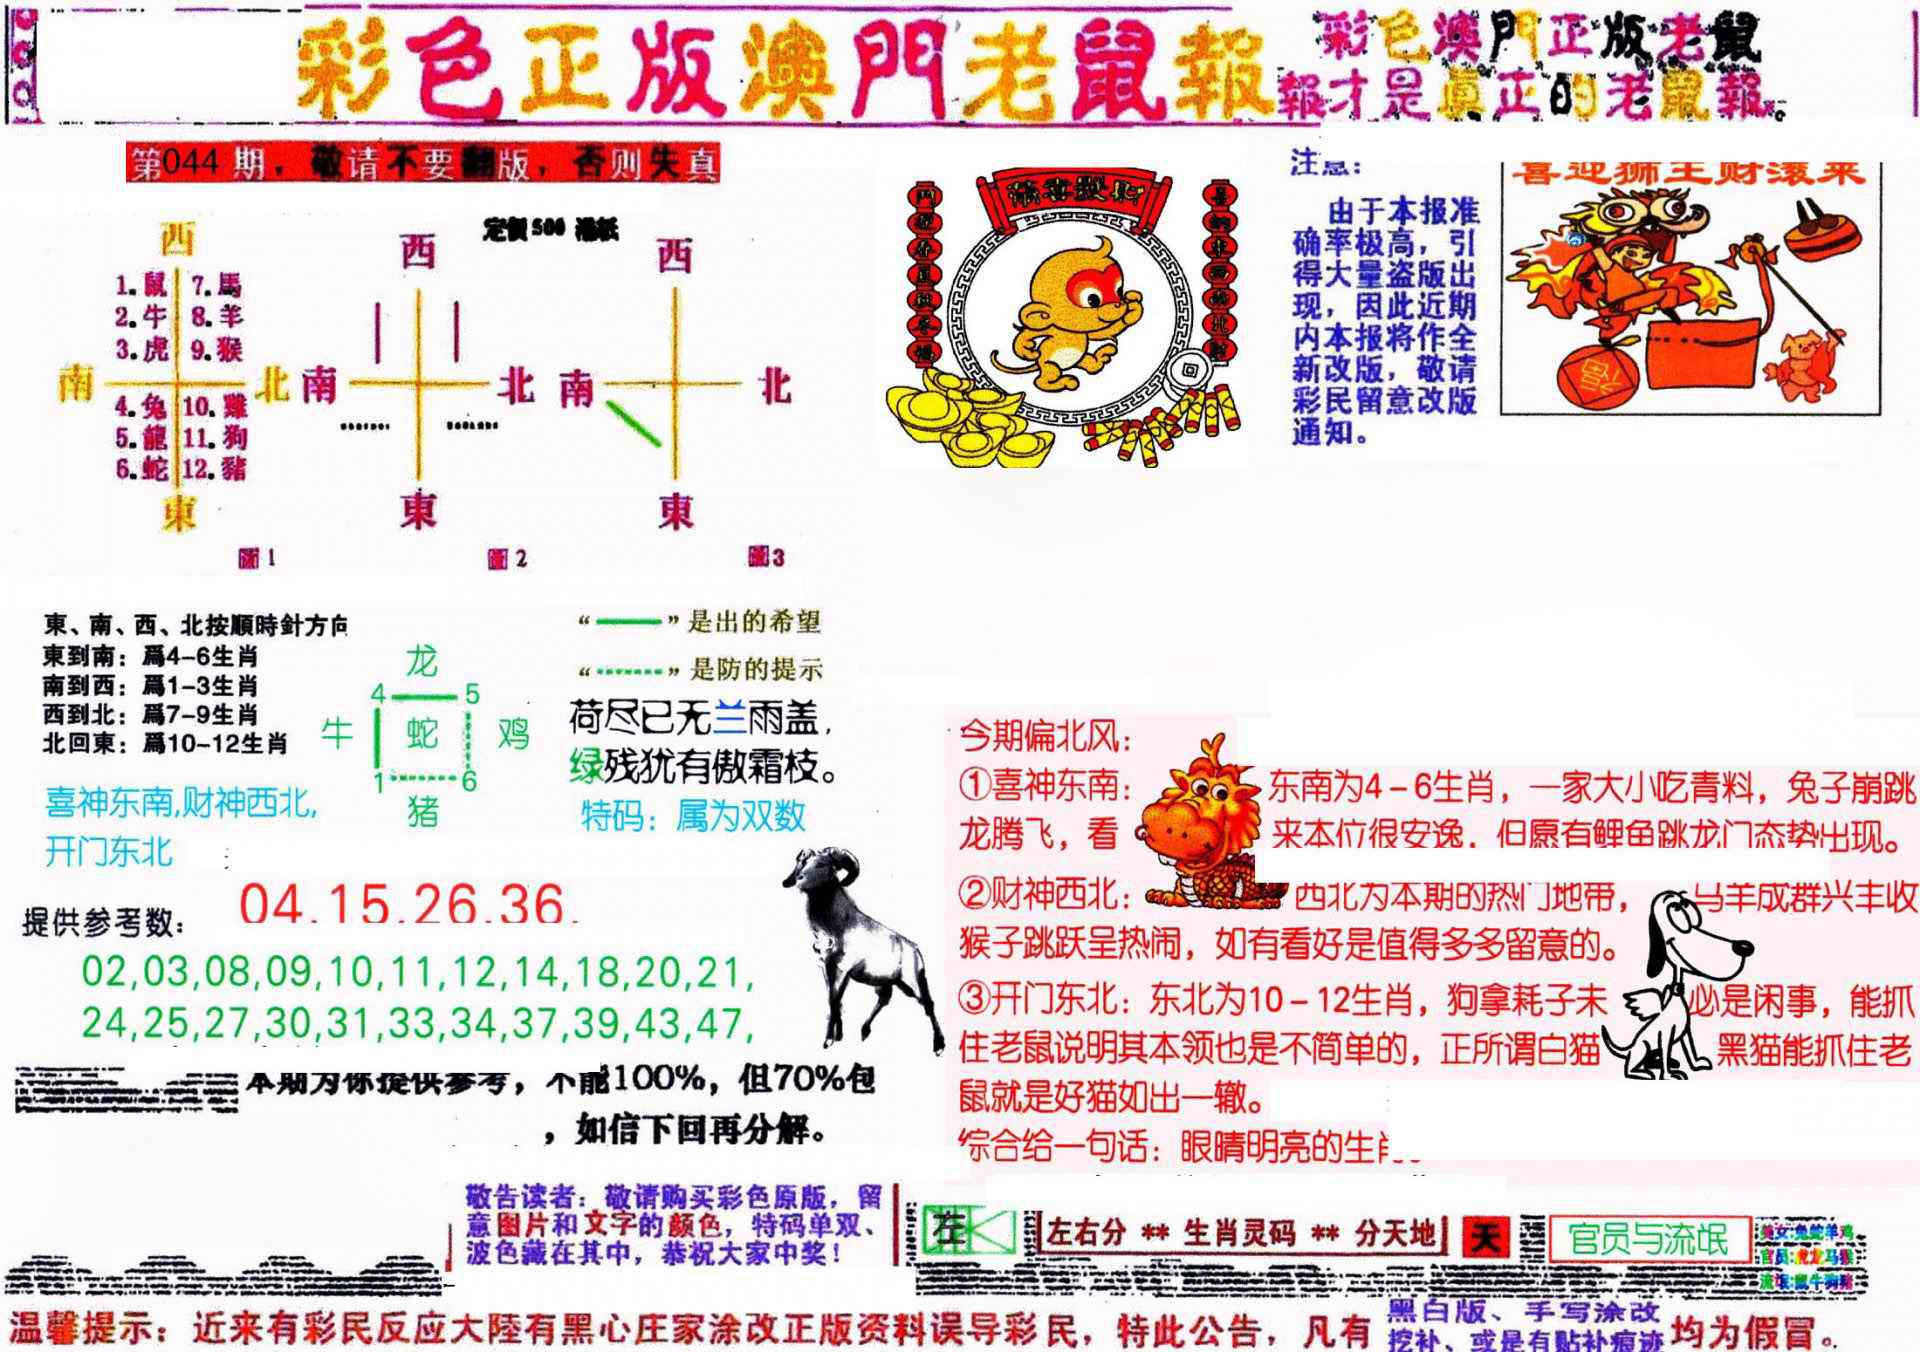 彩色正版澳門老鼠報
彩色澳門正版老鼠
報才是真正的老鼠報。
第044期，敬请不要翻版，否则失真
定價500 港紙
西
1.鼠 7.馬
2.牛 8.羊
3.虎 9.猴
南 北
4.兔 10.雞
5.龍 11.狗
6.蛇 12.豬
東
圖1
西
南 北
東
圖2
西
南 北
東
圖3
恭喜發財
注意：
由于本报准
确率极高，引
得大量盗版出
现，因此近期
内本报将作全
新改版，敬请
彩民留意改版
通知。
喜迎狮王财滚来
福
東、南、西、北按順時針方向
東到南：爲4-6生肖
南到西：爲1-3生肖
西到北：爲7-9生肖
北回東：爲10-12生肖
龙
4 5
牛 蛇 鸡
1 6
猪
“ ” 是出的希望
“ ” 是防的提示
荷尽已无兰雨盖，
绿残犹有傲霜枝。
特码：属为双数
喜神东南,财神西北,
开门东北
提供参考数：
04.15.26.36.
02,03,08,09,10,11,12,14,18,20,21,
24,25,27,30,31,33,34,37,39,43,47,
本期为你提供参考，不能100%，但70%包
，如信下回再分解。
今期偏北风：
①喜神东南： 东南为4－6生肖，一家大小吃青料，兔子崩跳
龙腾飞，看 来本位很安逸，但愿有鲤鱼跳龙门态势出现。
②财神西北： 西北为本期的热门地带， 马羊成群兴丰收
猴子跳跃呈热闹，如有看好是值得多多留意的。
③开门东北：东北为10－12生肖，狗拿耗子未 必是闲事，能抓
住老鼠说明其本领也是不简单的，正所谓白猫 黑猫能抓住老
鼠就是好猫如出一辙。
综合给一句话：眼睛明亮的生肖。
敬告读者：敬请购买彩色原版，留
意图片和文字的颜色，特码单双、
波色藏在其中，恭祝大家中奖！
左
左右分 ** 生肖灵码 ** 分天地
天
官员与流氓
美女:兔蛇羊鸡
官员:虎龙马猴
流氓:鼠牛狗猪
温馨提示：近来有彩民反应大陸有黑心庄家涂改正版资料误导彩民，特此公告，凡有
黑白版、手写涂改
挖补、或是有贴补痕迹
均为假冒。